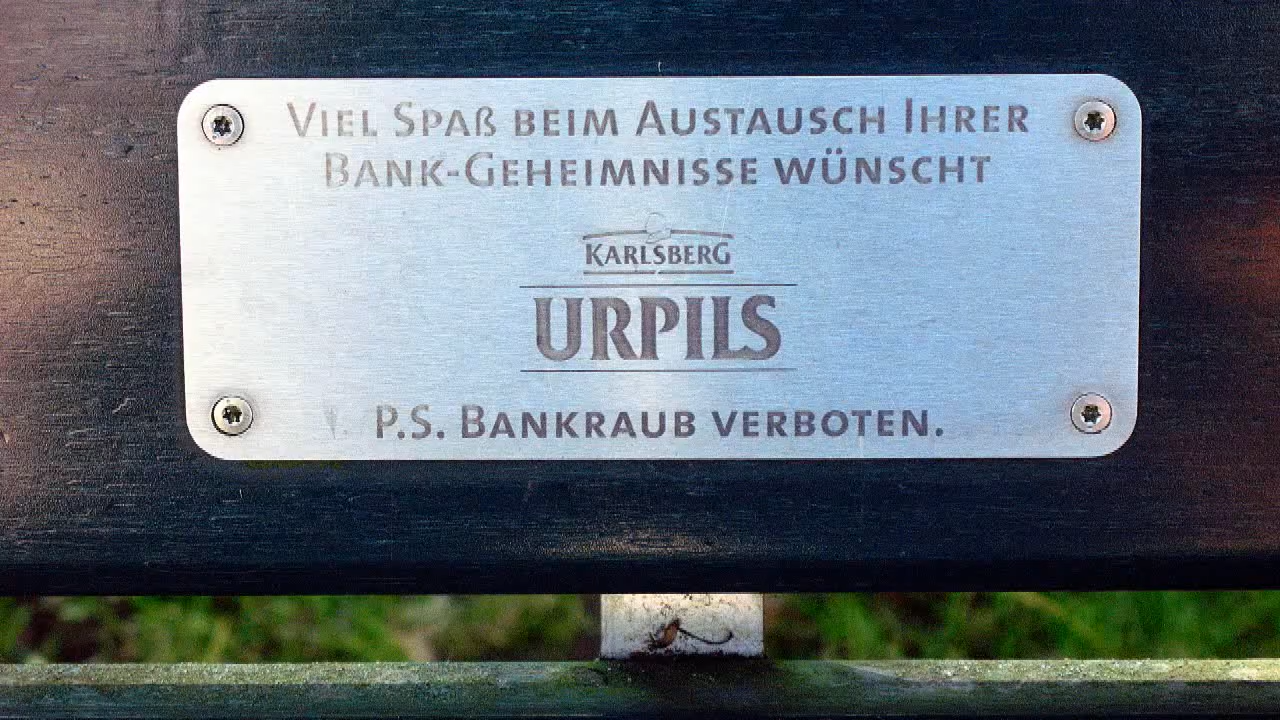 Viel Spaß beim Austausch Ihrer
Bank-Geheimnisse wünscht
Karlsberg
URPILS
P.S. Bankraub verboten.